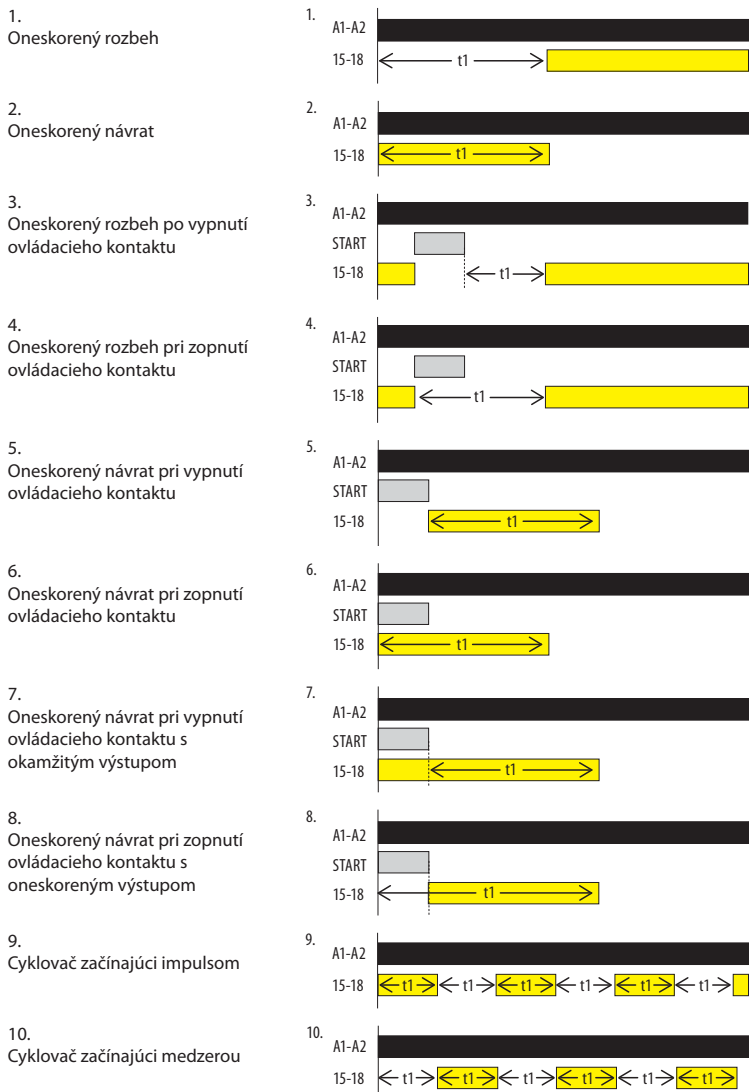 1.
Oneskorený rozbeh
1.
A1-A2
15-18
t1
2.
Oneskorený návrat
2.
A1-A2
15-18
t1
3.
Oneskorený rozbeh po vypnutí
ovládacieho kontaktu
3.
A1-A2
START
15-18
t1
4.
Oneskorený rozbeh pri zopnutí
ovládacieho kontaktu
4.
A1-A2
START
15-18
t1
5.
Oneskorený návrat pri vypnutí
ovládacieho kontaktu
5.
A1-A2
START
15-18
t1
6.
Oneskorený návrat pri zopnutí
ovládacieho kontaktu
6.
A1-A2
START
15-18
t1
7.
Oneskorený návrat pri vypnutí
ovládacieho kontaktu s
okamžitým výstupom
7.
A1-A2
START
15-18
t1
8.
Oneskorený návrat pri zopnutí
ovládacieho kontaktu s
oneskoreným výstupom
8.
A1-A2
START
15-18
t1
9.
Cyklovač začínajúci impulsom
9.
A1-A2
15-18 t1 t1 t1 t1 t1 t1
10.
Cyklovač začínajúci medzerou
10.
A1-A2
15-18 t1 t1 t1 t1 t1 t1